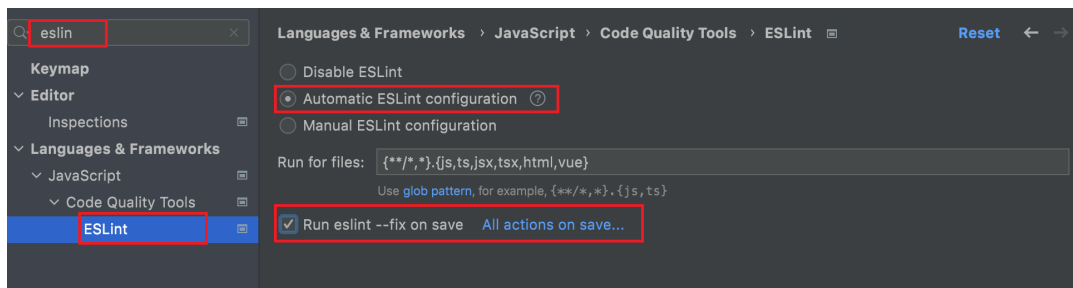 eslin
Keymap
Editor
Inspections
Languages & Frameworks
JavaScript
Code Quality Tools
ESLint
Languages & Frameworks › JavaScript › Code Quality Tools › ESLint
Reset
Disable ESLint
Automatic ESLint configuration ?
Manual ESLint configuration
Run for files: {**/*,*}.{js,ts,jsx,tsx,html,vue}
Use glob pattern, for example, {**/*,*}.{js,ts}
Run eslint --fix on save All actions on save...